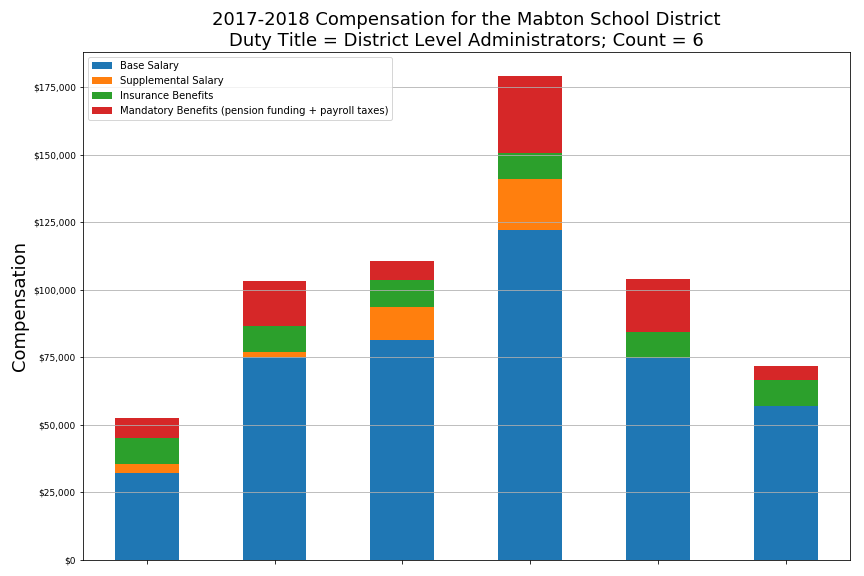 2017-2018 Compensation for the Mabton School District
Duty Title = District Level Administrators; Count = 6
Base Salary
Supplemental Salary
Insurance Benefits
Mandatory Benefits (pension funding + payroll taxes)
Compensation
$175,000
$150,000
$125,000
$100,000
$75,000
$50,000
$25,000
$0